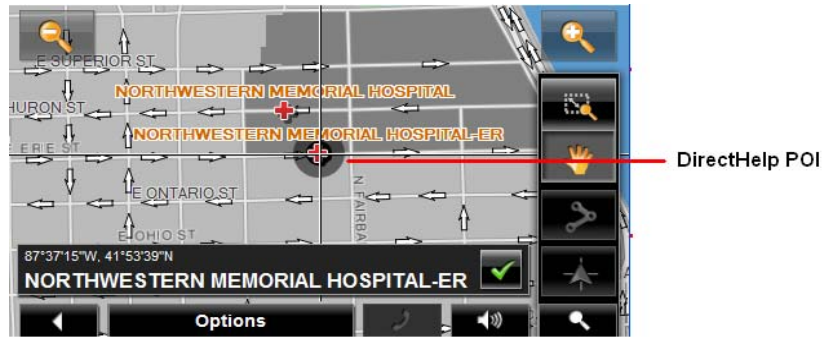 E SUPERIOR ST
NORTHWESTERN MEMORIAL HOSPITAL
HURON ST
NORTHWESTERN MEMORIAL HOSPITAL-ER
DirectHelp POI
E ERIE ST
E ONTARIO ST
N FAIRBA
E OHIO ST
87°37'15"W, 41°53'39"N
NORTHWESTERN MEMORIAL HOSPITAL-ER
Options